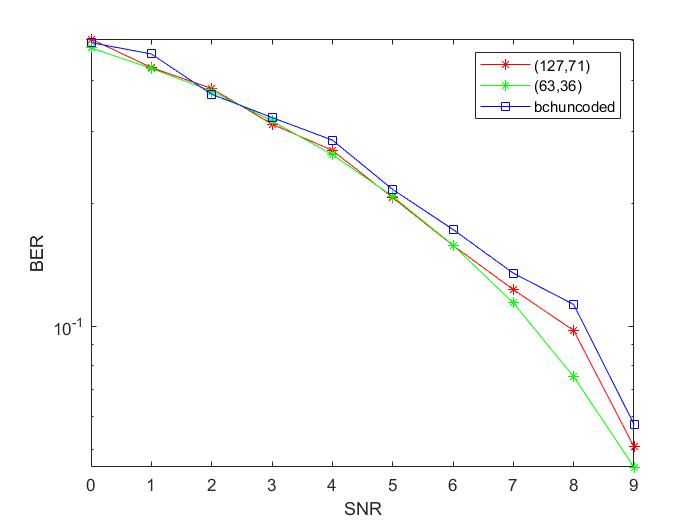 (127,71)
(63,36)
bchuncoded
BER
10^-1
0 1 2 3 4 5 6 7 8 9
SNR